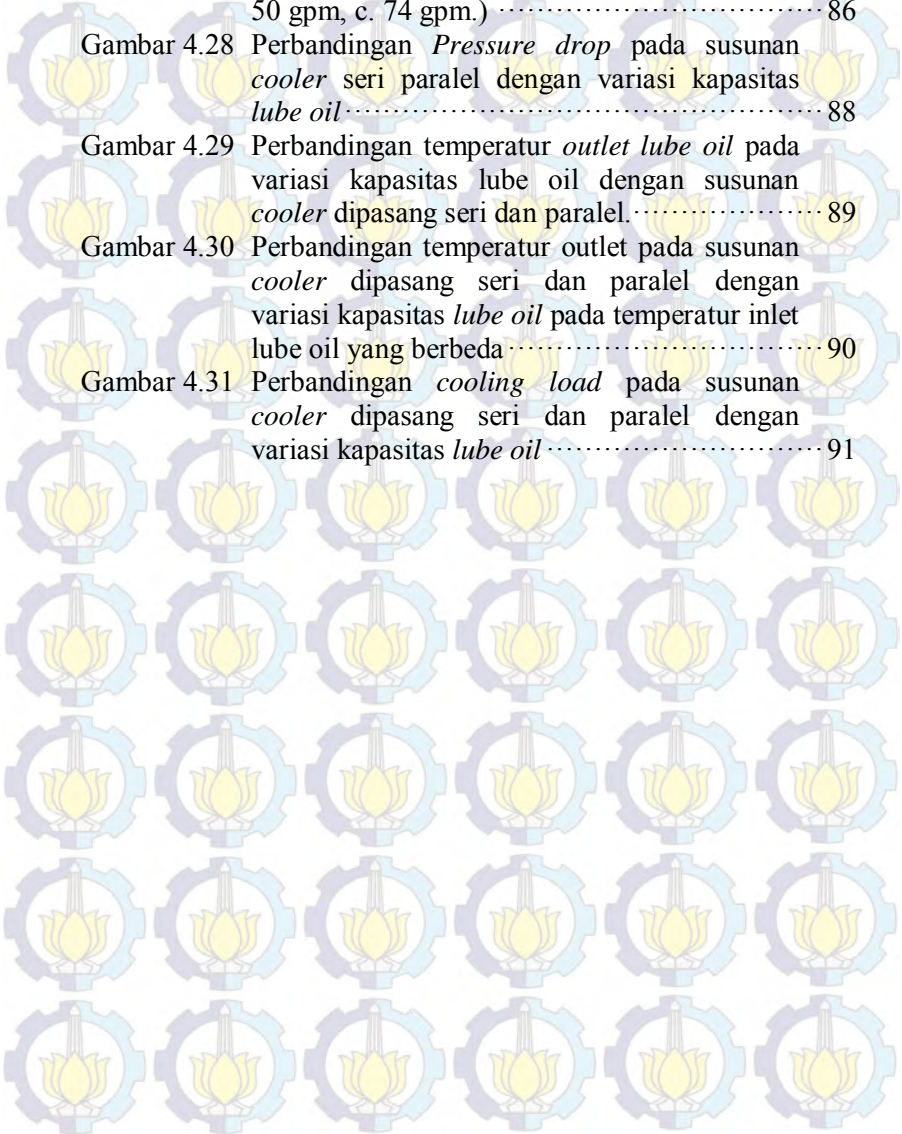 50 gpm, c. 74 gpm.) ································· 86
Gambar 4.28 Perbandingan Pressure drop pada susunan
cooler seri paralel dengan variasi kapasitas
lube oil ················································· 88
Gambar 4.29 Perbandingan temperatur outlet lube oil pada
variasi kapasitas lube oil dengan susunan
cooler dipasang seri dan paralel. ···················· 89
Gambar 4.30 Perbandingan temperatur outlet pada susunan
cooler dipasang seri dan paralel dengan
variasi kapasitas lube oil pada temperatur inlet
lube oil yang berbeda ································ 90
Gambar 4.31 Perbandingan cooling load pada susunan
cooler dipasang seri dan paralel dengan
variasi kapasitas lube oil ···························· 91